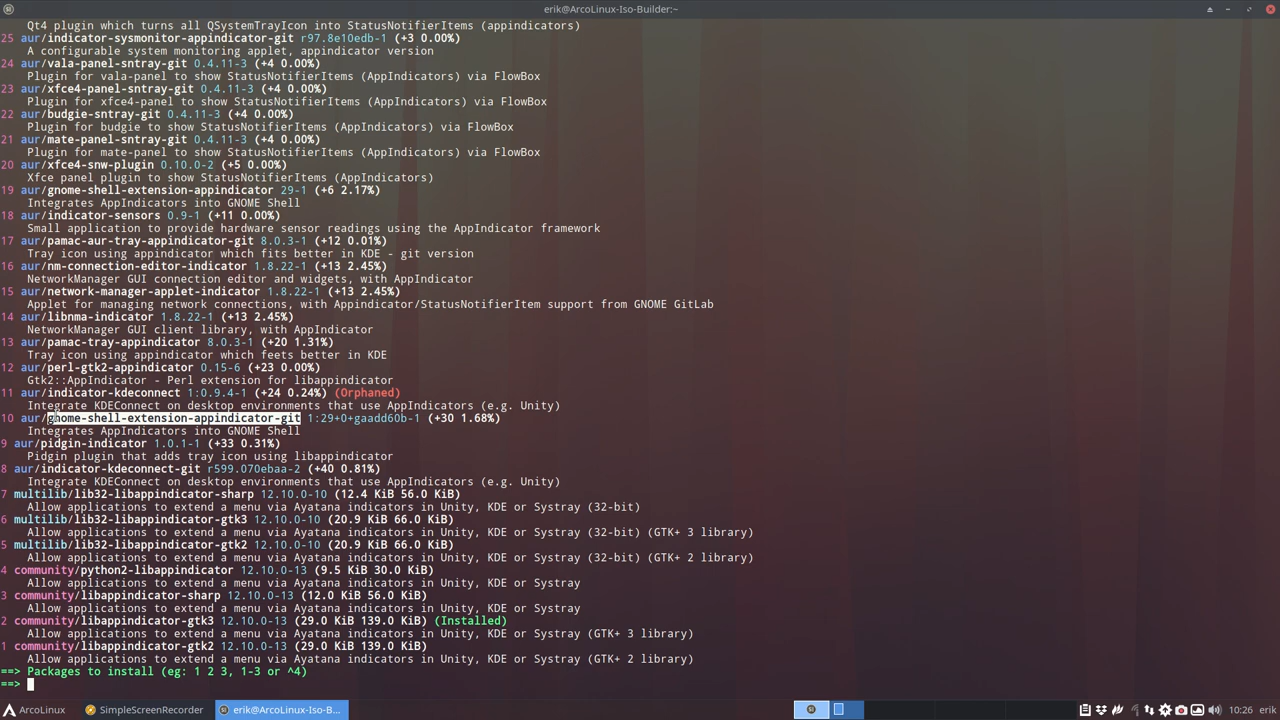 erik@ArcoLinux-Iso-Builder:~
Qt4 plugin which turns all QSystemTrayIcon into StatusNotifierItems (appindicators)
25 aur/indicator-sysmonitor-appindicator-git r97.8e10edb-1 (+3 0.00%)
A configurable system monitoring applet, appindicator version
24 aur/vala-panel-sntray-git 0.4.11-3 (+4 0.00%)
Plugin for vala-panel to show StatusNotifierItems (AppIndicators) via FlowBox
23 aur/xfce4-panel-sntray-git 0.4.11-3 (+4 0.00%)
Plugin for xfce4-panel to show StatusNotifierItems (AppIndicators) via FlowBox
22 aur/budgie-sntray-git 0.4.11-3 (+4 0.00%)
Plugin for budgie to show StatusNotifierItems (AppIndicators) via FlowBox
21 aur/mate-panel-sntray-git 0.4.11-3 (+4 0.00%)
Plugin for mate-panel to show StatusNotifierItems (AppIndicators) via FlowBox
20 aur/xfce4-snw-plugin 0.10.0-2 (+5 0.00%)
Xfce panel plugin to show StatusNotifierItems (AppIndicators)
19 aur/gnome-shell-extension-appindicator 29-1 (+6 2.17%)
Integrates AppIndicators into GNOME Shell
18 aur/indicator-sensors 0.9-1 (+11 0.00%)
Small application to provide hardware sensor readings using the AppIndicator framework
17 aur/pamac-aur-tray-appindicator-git 8.0.3-1 (+12 0.01%)
Tray icon using appindicator which fits better in KDE - git version
16 aur/nm-connection-editor-indicator 1.8.22-1 (+13 2.45%)
NetworkManager GUI connection editor and widgets, with AppIndicator
15 aur/network-manager-applet-indicator 1.8.22-1 (+13 2.45%)
Applet for managing network connections, with Appindicator/StatusNotifierItem support from GNOME GitLab
14 aur/libnma-indicator 1.8.22-1 (+13 2.45%)
NetworkManager GUI client library, with AppIndicator
13 aur/pamac-tray-appindicator 8.0.3-1 (+20 1.31%)
Tray icon using appindicator which feets better in KDE
12 aur/perl-gtk2-appindicator 0.15-6 (+23 0.00%)
Gtk2::AppIndicator - Perl extension for libappindicator
11 aur/indicator-kdeconnect 1:0.9.4-1 (+24 0.24%) (Orphaned)
Integrate KDEConnect on desktop environments that use AppIndicators (e.g. Unity)
10 aur/gnome-shell-extension-appindicator-git 1:29+0+gaadd60b-1 (+30 1.68%)
Integrates AppIndicators into GNOME Shell
9 aur/pidgin-indicator 1.0.1-1 (+33 0.31%)
Pidgin plugin that adds tray icon using libappindicator
8 aur/indicator-kdeconnect-git r599.070ebaa-2 (+40 0.81%)
Integrate KDEConnect on desktop environments that use AppIndicators (e.g. Unity)
7 multilib/lib32-libappindicator-sharp 12.10.0-10 (12.4 KiB 56.0 KiB)
Allow applications to extend a menu via Ayatana indicators in Unity, KDE or Systray (32-bit)
6 multilib/lib32-libappindicator-gtk3 12.10.0-10 (20.9 KiB 66.0 KiB)
Allow applications to extend a menu via Ayatana indicators in Unity, KDE or Systray (32-bit) (GTK+ 3 library)
5 multilib/lib32-libappindicator-gtk2 12.10.0-10 (20.9 KiB 66.0 KiB)
Allow applications to extend a menu via Ayatana indicators in Unity, KDE or Systray (32-bit) (GTK+ 2 library)
4 community/python2-libappindicator 12.10.0-13 (9.5 KiB 30.0 KiB)
Allow applications to extend a menu via Ayatana indicators in Unity, KDE or Systray
3 community/libappindicator-sharp 12.10.0-13 (12.0 KiB 56.0 KiB)
Allow applications to extend a menu via Ayatana indicators in Unity, KDE or Systray
2 community/libappindicator-gtk3 12.10.0-13 (29.0 KiB 139.0 KiB) (Installed)
Allow applications to extend a menu via Ayatana indicators in Unity, KDE or Systray (GTK+ 3 library)
1 community/libappindicator-gtk2 12.10.0-13 (29.0 KiB 139.0 KiB)
Allow applications to extend a menu via Ayatana indicators in Unity, KDE or Systray (GTK+ 2 library)
==> Packages to install (eg: 1 2 3, 1-3 or ^4)
==>
ArcoLinux SimpleScreenRecorder erik@ArcoLinux-Iso-B... 10:26 erik